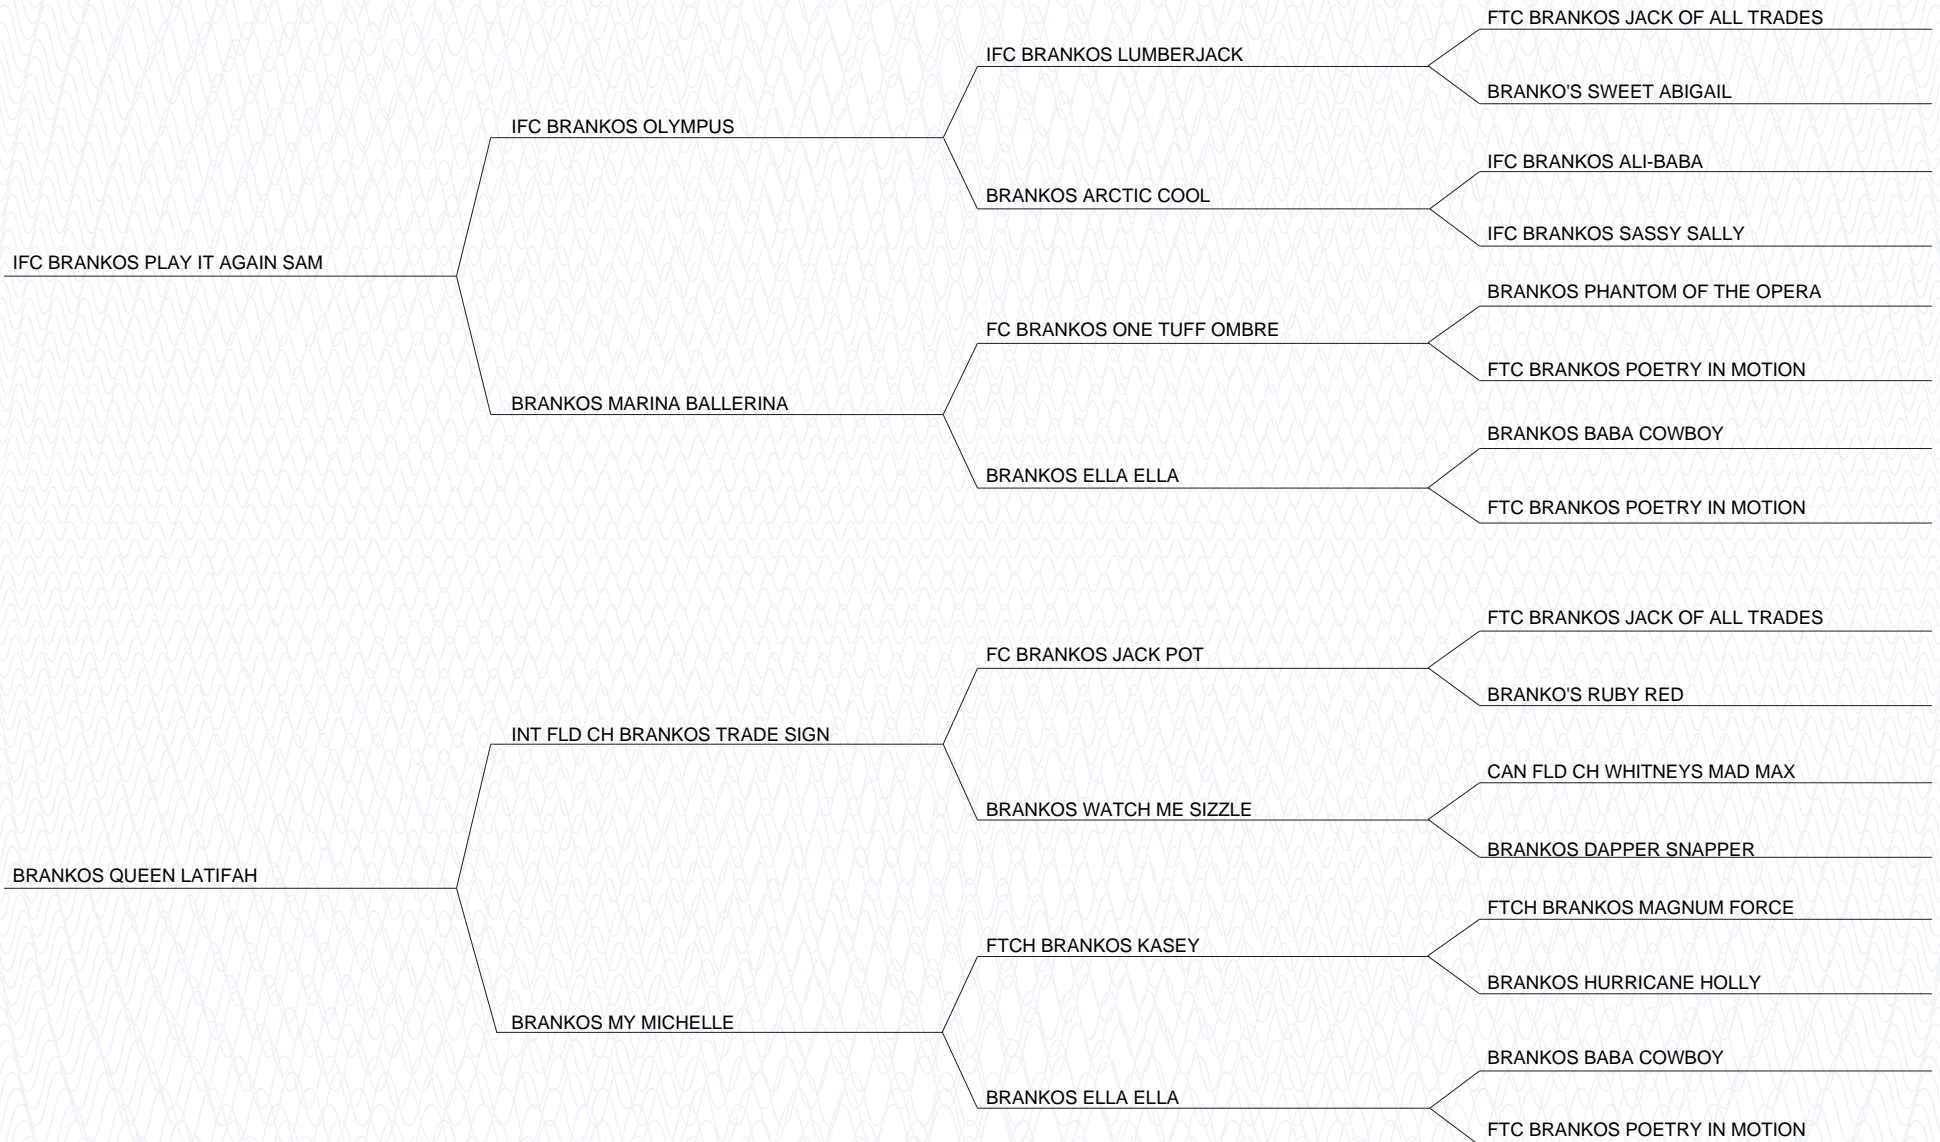 FTC BRANKOS JACK OF ALL TRADES
IFC BRANKOS LUMBERJACK
BRANKO'S SWEET ABIGAIL
IFC BRANKOS OLYMPUS
IFC BRANKOS ALI-BABA
BRANKOS ARCTIC COOL
IFC BRANKOS SASSY SALLY
IFC BRANKOS PLAY IT AGAIN SAM
BRANKOS PHANTOM OF THE OPERA
FC BRANKOS ONE TUFF OMBRE
FTC BRANKOS POETRY IN MOTION
BRANKOS MARINA BALLERINA
BRANKOS BABA COWBOY
BRANKOS ELLA ELLA
FTC BRANKOS POETRY IN MOTION
FTC BRANKOS JACK OF ALL TRADES
FC BRANKOS JACK POT
BRANKO'S RUBY RED
INT FLD CH BRANKOS TRADE SIGN
CAN FLD CH WHITNEYS MAD MAX
BRANKOS WATCH ME SIZZLE
BRANKOS DAPPER SNAPPER
BRANKOS QUEEN LATIFAH
FTCH BRANKOS MAGNUM FORCE
FTCH BRANKOS KASEY
BRANKOS HURRICANE HOLLY
BRANKOS MY MICHELLE
BRANKOS BABA COWBOY
BRANKOS ELLA ELLA
FTC BRANKOS POETRY IN MOTION